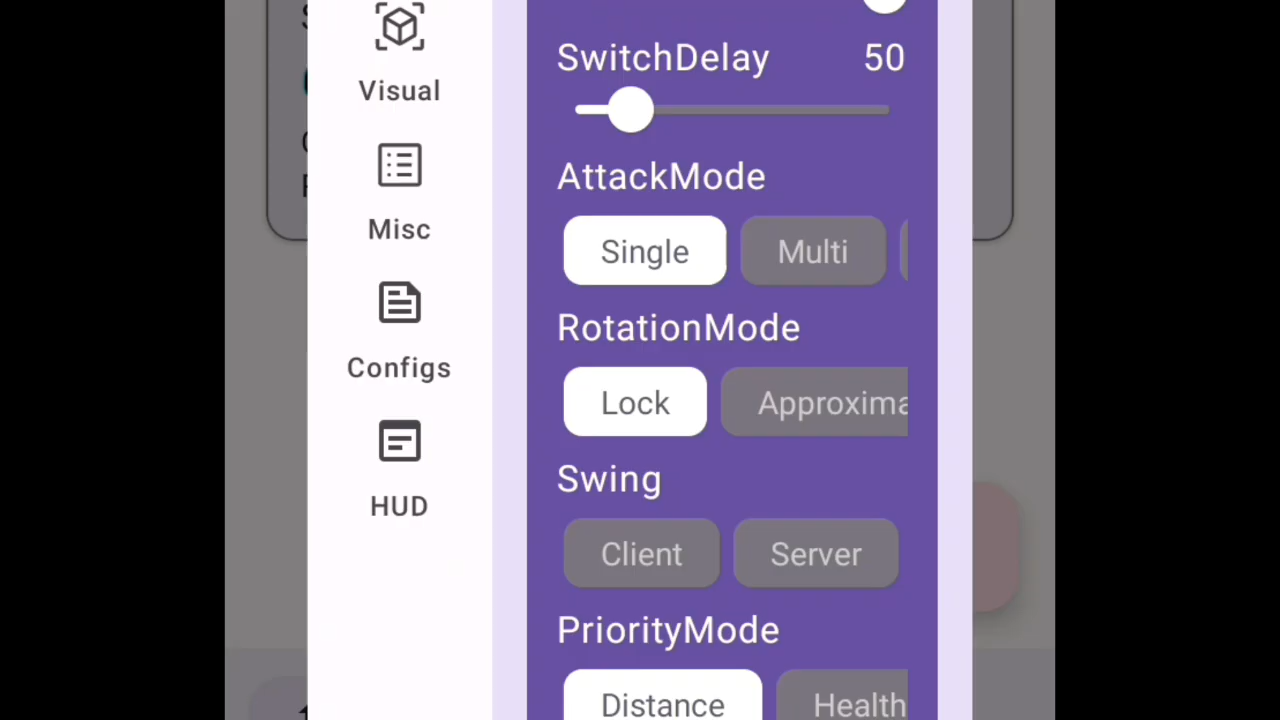 Visual
Misc
Configs
HUD
SwitchDelay 50
AttackMode
Single Multi
RotationMode
Lock Approxima
Swing
Client Server
PriorityMode
Distance Health